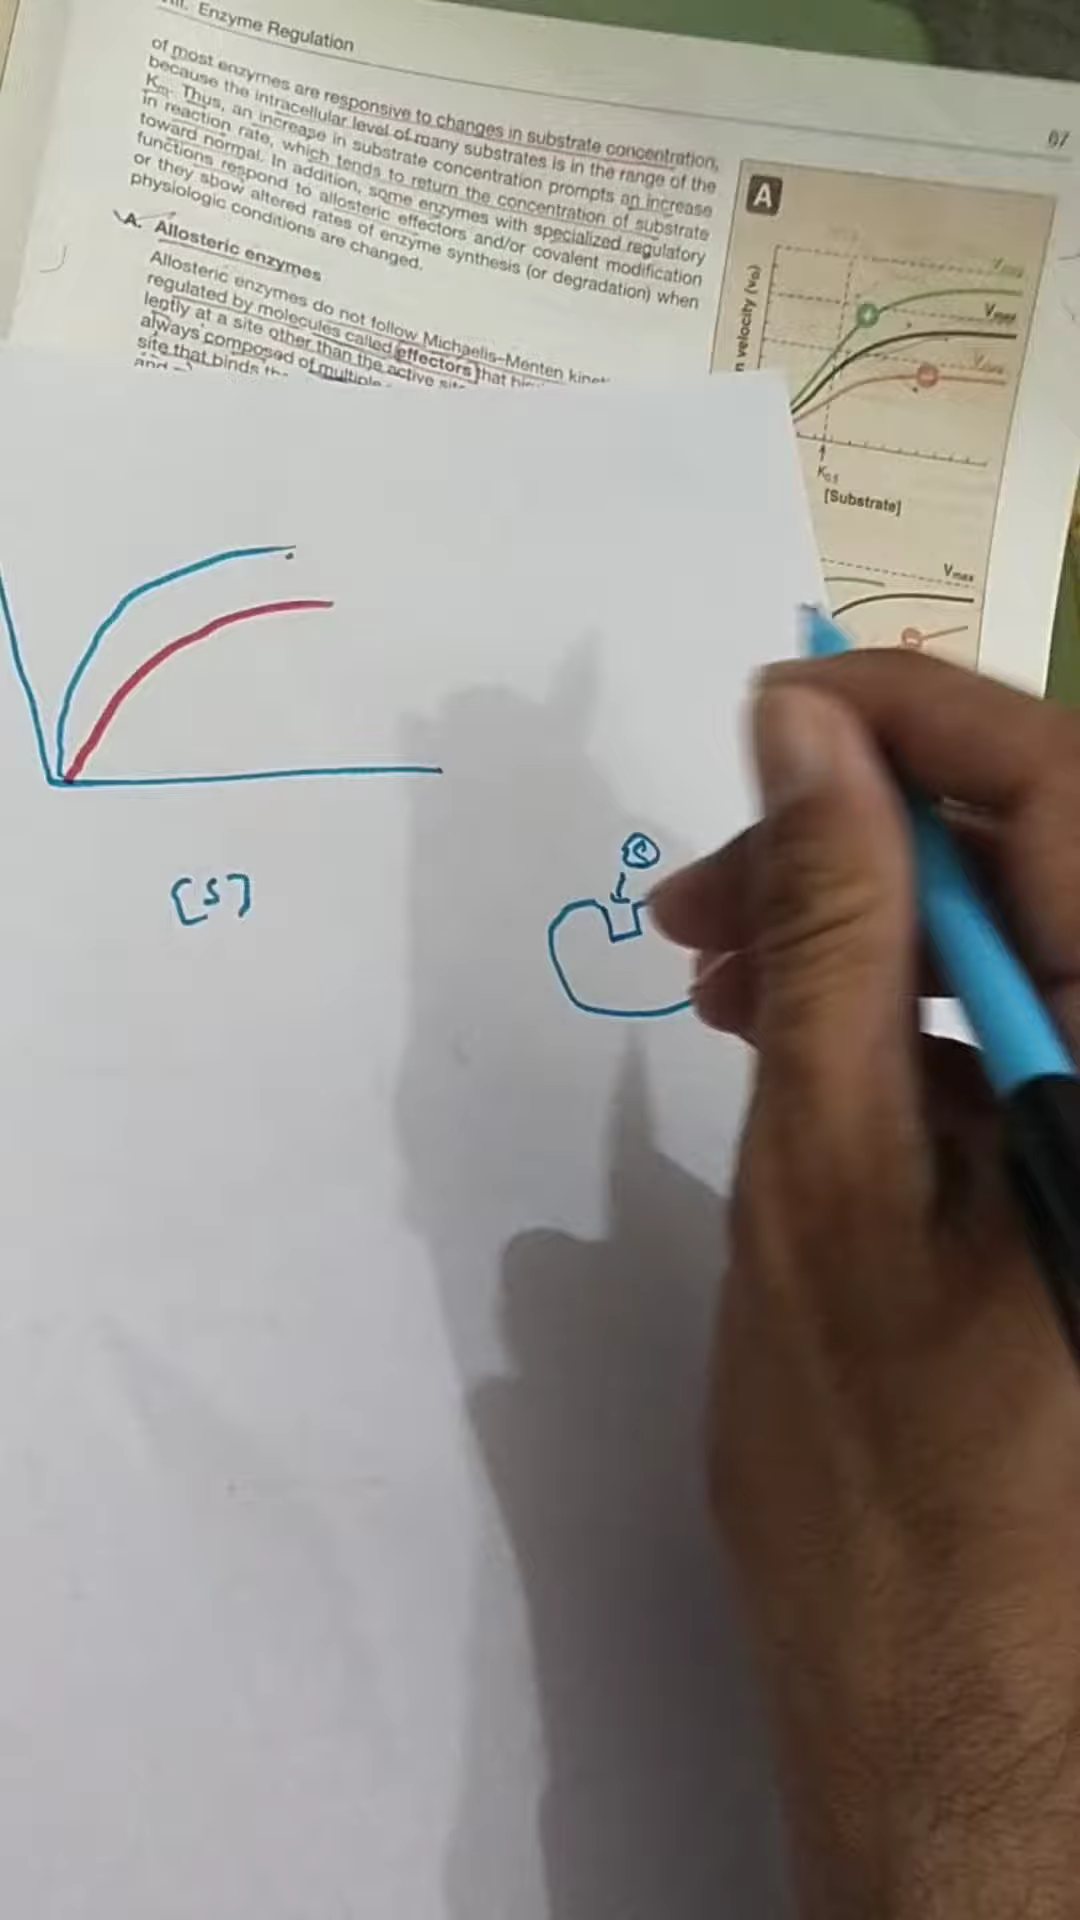 III. Enzyme Regulation
67
of most enzymes are responsive to changes in substrate concentration,
because the intracellular level of many substrates is in the range of the
Km. Thus, an increase in substrate concentration prompts an increase
in reaction rate, which tends to return the concentration of substrate
toward normal. In addition, some enzymes with specialized regulatory
functions respond to allosteric effectors and/or covalent modification
or they show altered rates of enzyme synthesis (or degradation) when
physiologic conditions are changed.
A. Allosteric enzymes
Allosteric enzymes do not follow Michaelis–Menten
regulated by molecules called effectors that
at a site other than the active
always composed of multiple
site that binds
and
A
velocity (v0)
Vmax
Vmax
Vmax
K0.5
[Substrate]
Vmax
[S]